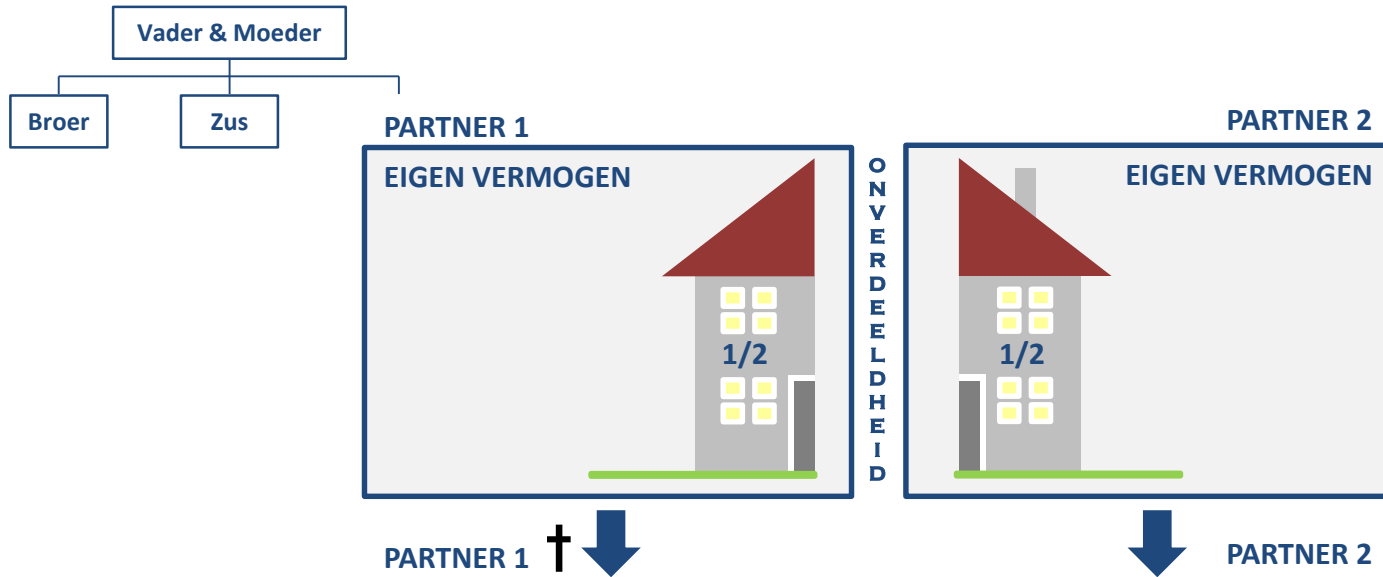 Vader & Moeder
Broer
Zus
PARTNER 1
PARTNER 2
EIGEN VERMOGEN
ONVERDEELDHEID
EIGEN VERMOGEN
1/2
1/2
PARTNER 1
PARTNER 2